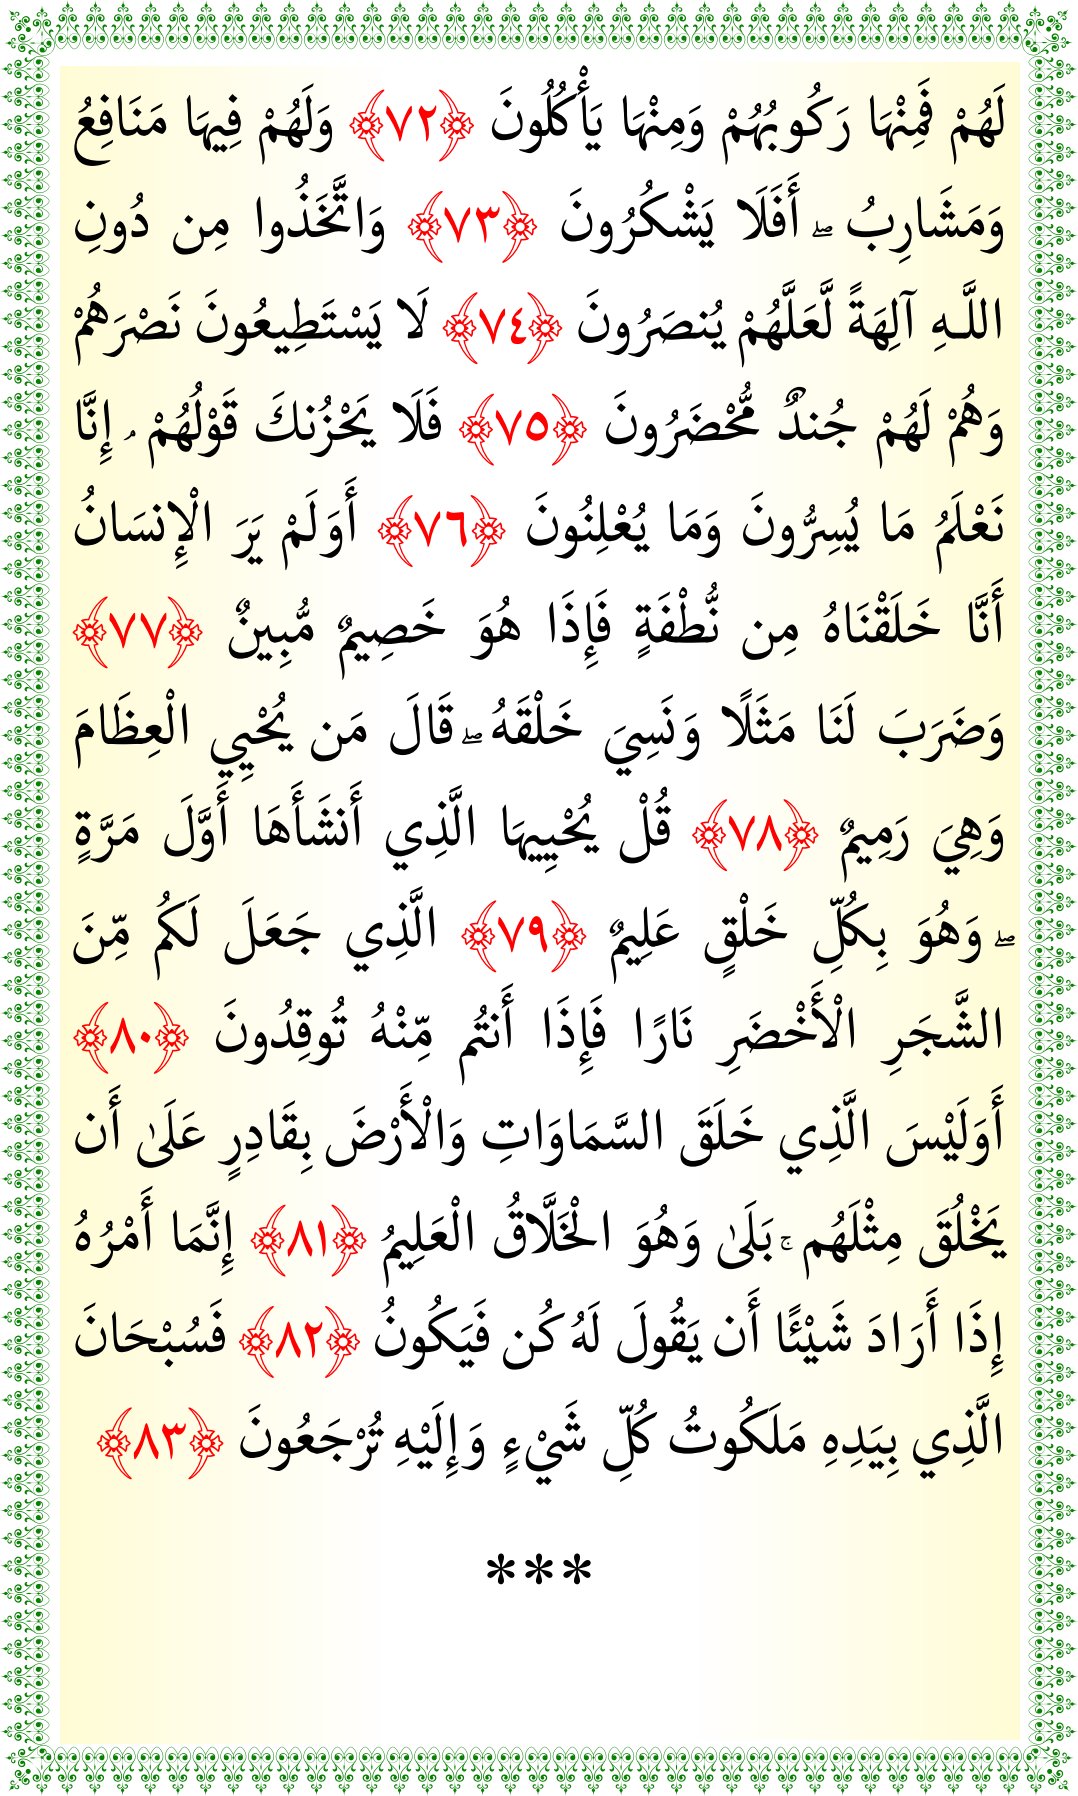 لَهُمْ فَمِنْهَا رَكُوبُهُمْ وَمِنْهَا يَأْكُلُونَ ﴿٧٢﴾ وَلَهُمْ فِيهَا مَنَافِعُ
وَمَشَارِبُ ۖ أَفَلَا يَشْكُرُونَ ﴿٧٣﴾ وَاتَّخَذُوا مِن دُونِ
اللَّـهِ آلِهَةً لَّعَلَّهُمْ يُنصَرُونَ ﴿٧٤﴾ لَا يَسْتَطِيعُونَ نَصْرَهُمْ
وَهُمْ لَهُمْ جُندٌ مُّحْضَرُونَ ﴿٧٥﴾ فَلَا يَحْزُنكَ قَوْلُهُمْ ۘ إِنَّا
نَعْلَمُ مَا يُسِرُّونَ وَمَا يُعْلِنُونَ ﴿٧٦﴾ أَوَلَمْ يَرَ الْإِنسَانُ
أَنَّا خَلَقْنَاهُ مِن نُّطْفَةٍ فَإِذَا هُوَ خَصِيمٌ مُّبِينٌ ﴿٧٧﴾
وَضَرَبَ لَنَا مَثَلًا وَنَسِيَ خَلْقَهُ ۖ قَالَ مَن يُحْيِي الْعِظَامَ
وَهِيَ رَمِيمٌ ﴿٧٨﴾ قُلْ يُحْيِيهَا الَّذِي أَنشَأَهَا أَوَّلَ مَرَّةٍ
ۖ وَهُوَ بِكُلِّ خَلْقٍ عَلِيمٌ ﴿٧٩﴾ الَّذِي جَعَلَ لَكُم مِّنَ
الشَّجَرِ الْأَخْضَرِ نَارًا فَإِذَا أَنتُم مِّنْهُ تُوقِدُونَ ﴿٨٠﴾
أَوَلَيْسَ الَّذِي خَلَقَ السَّمَاوَاتِ وَالْأَرْضَ بِقَادِرٍ عَلَىٰ أَن
يَخْلُقَ مِثْلَهُم ۚ بَلَىٰ وَهُوَ الْخَلَّاقُ الْعَلِيمُ ﴿٨١﴾ إِنَّمَا أَمْرُهُ
إِذَا أَرَادَ شَيْئًا أَن يَقُولَ لَهُ كُن فَيَكُونُ ﴿٨٢﴾ فَسُبْحَانَ
الَّذِي بِيَدِهِ مَلَكُوتُ كُلِّ شَيْءٍ وَإِلَيْهِ تُرْجَعُونَ ﴿٨٣﴾
***